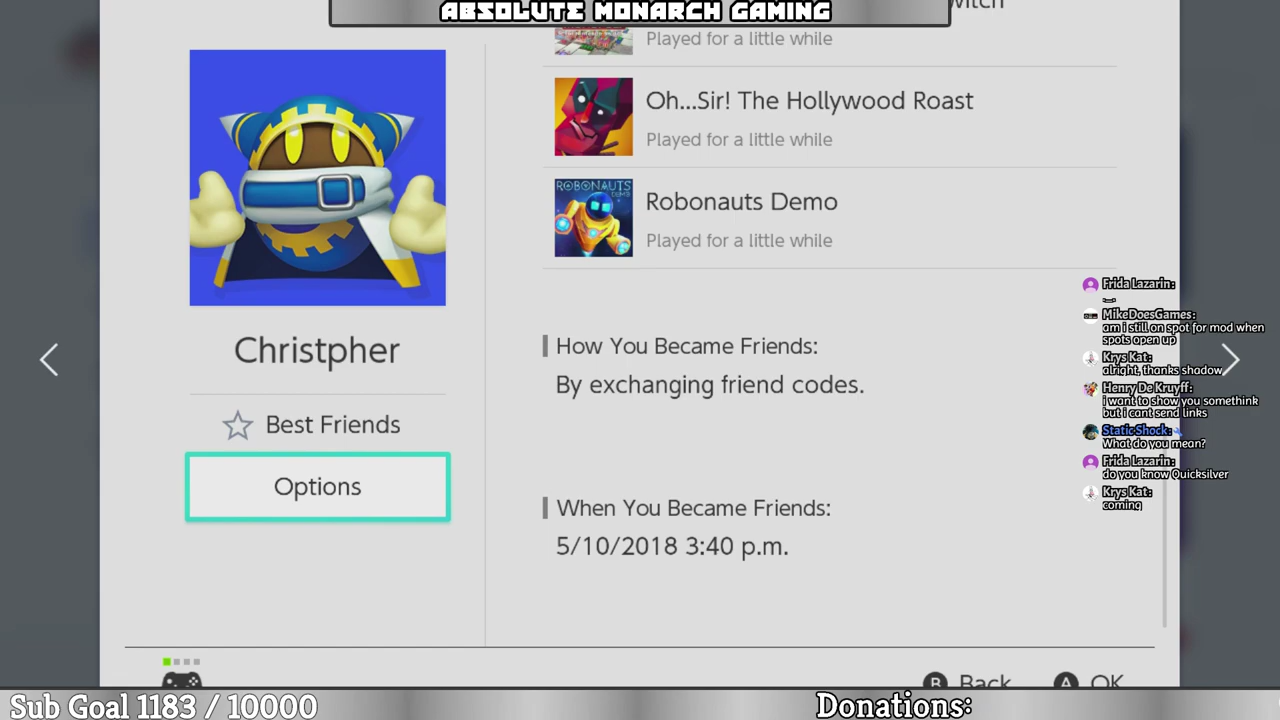 ABSOLUTE MONARCH GAMING
Played for a little while
Oh...Sir! The Hollywood Roast
Played for a little while
ROBONAUTS
DEMO
Robonauts Demo
Played for a little while
Christpher
Best Friends
Options
How You Became Friends:
By exchanging friend codes.
When You Became Friends:
5/10/2018 3:40 p.m.
Frida Lazarin:
MikeDoesGames:
am i still on spot for mod when
spots open up
Krys Kat:
alright, thanks shadow
Henry De Kruyff:
i want to show you somethink
but i cant send links
Static Shock:
What do you mean?
Frida Lazarin:
do you know Quicksilver
Krys Kat:
coming
B Back
A OK
Sub Goal 1183 / 10000
Donations: